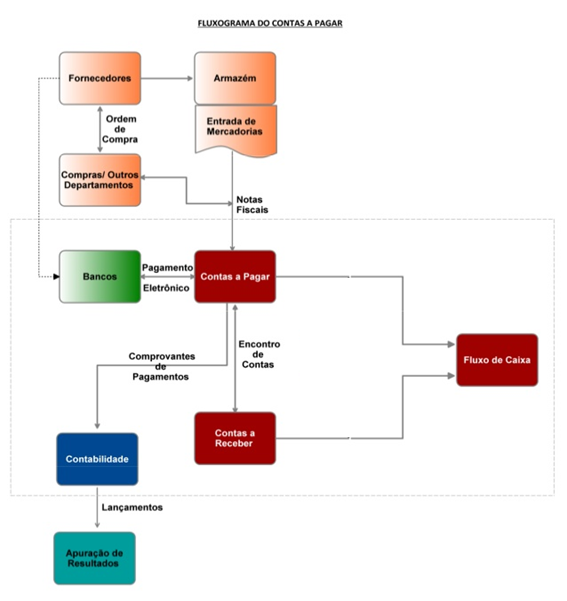 FLUXOGRAMA DO CONTAS A PAGAR
Fornecedores
Armazém
Ordem
de
Compra
Entrada de
Mercadorias
Compras/ Outros
Departamentos
Notas
Fiscais
Bancos
Pagamento
Eletrônico
Contas a Pagar
Encontro
de
Contas
Comprovantes
de
Pagamentos
Fluxo de Caixa
Contas a
Receber
Contabilidade
Lançamentos
Apuração de
Resultados